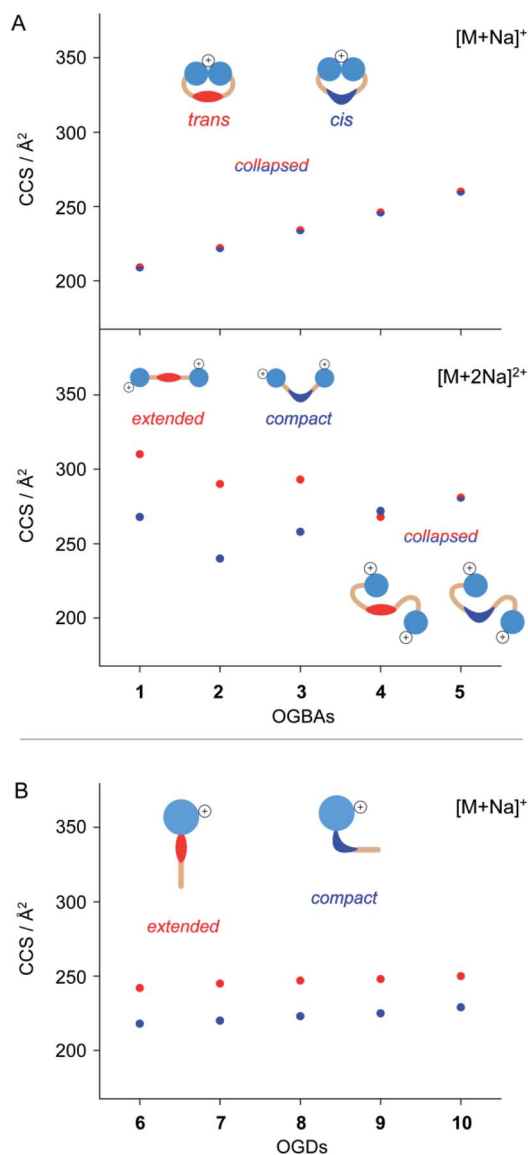 A
[M+Na]+
350
300
250
200
CCS / Å²
trans
cis
collapsed
[M+2Na]2+
350
300
250
200
CCS / Å²
extended
compact
collapsed
1 2 3 4 5
OGBAs
B
[M+Na]+
350
300
250
200
CCS / Å²
extended
compact
6 7 8 9 10
OGDs